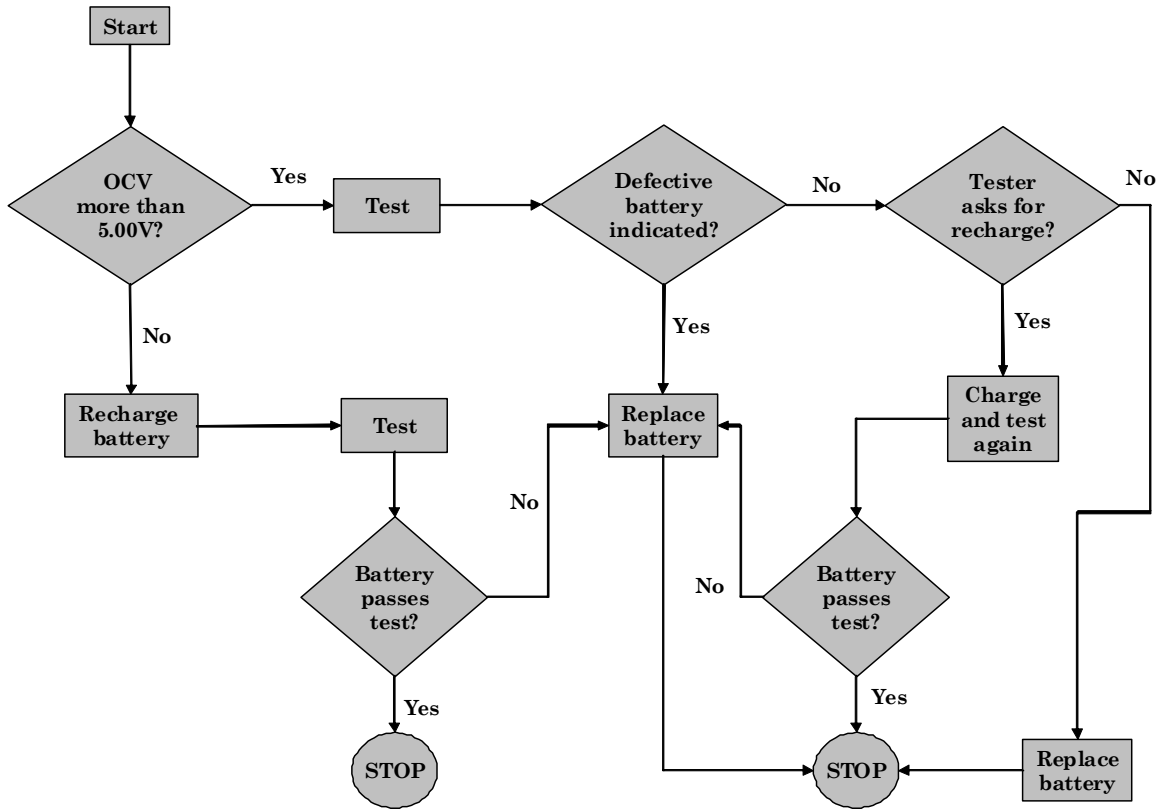 Start
OCV
more than
5.00V?
Yes
Test
Defective
battery
indicated?
No
Tester
asks for
recharge?
No
No
Yes
Yes
Recharge
battery
Test
Replace
battery
Charge
and test
again
No
Battery
passes
test?
No
Battery
passes
test?
Yes
Yes
STOP
STOP
Replace
battery